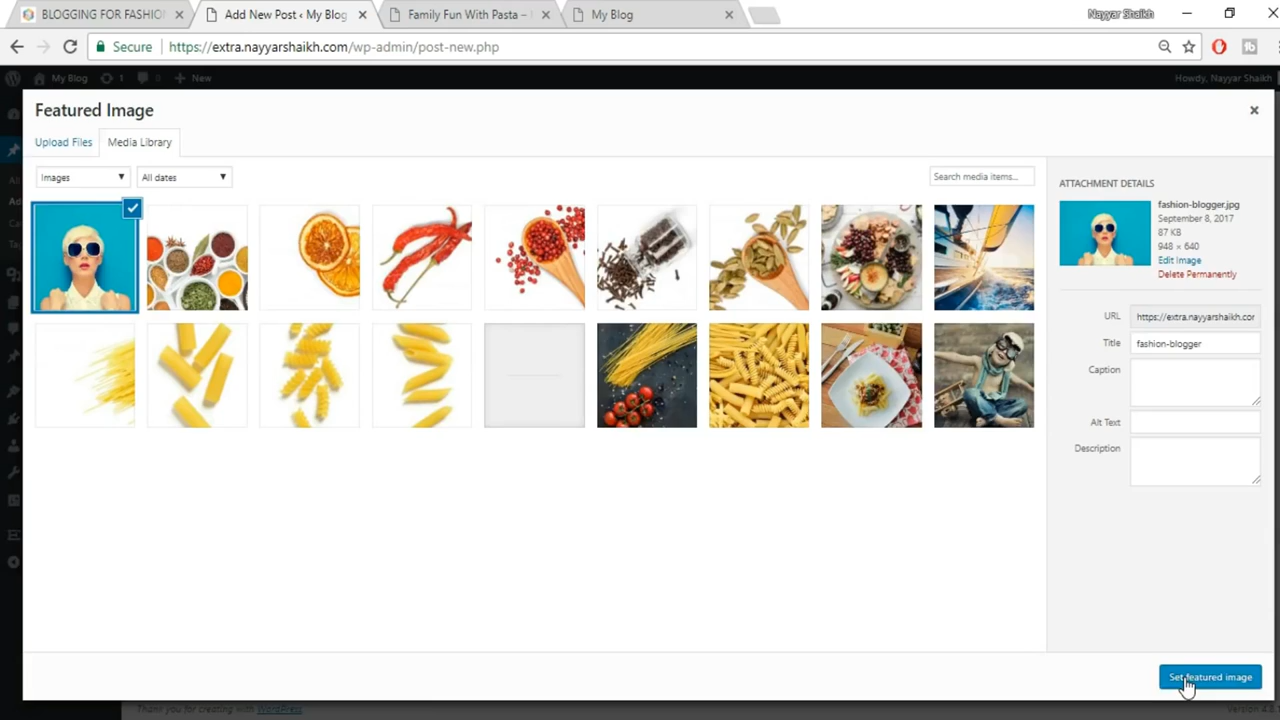 BLOGGING FOR FASHION
Add New Post ‹ My Blog
Family Fun With Pasta –
My Blog
Nayyar Shaikh
Secure
https://extra.nayyarshaikh.com/wp-admin/post-new.php
My Blog
1
0
New
Howdy, Nayyar Shaikh
Featured Image
Upload Files
Media Library
Images
All dates
Search media items...
ATTACHMENT DETAILS
fashion-blogger.jpg
September 8, 2017
87 KB
948 × 640
Edit Image
Delete Permanently
URL
https://extra.nayyarshaikh.cor
Title
fashion-blogger
Caption
Alt Text
Description
Set featured image
Thank you for creating with WordPress